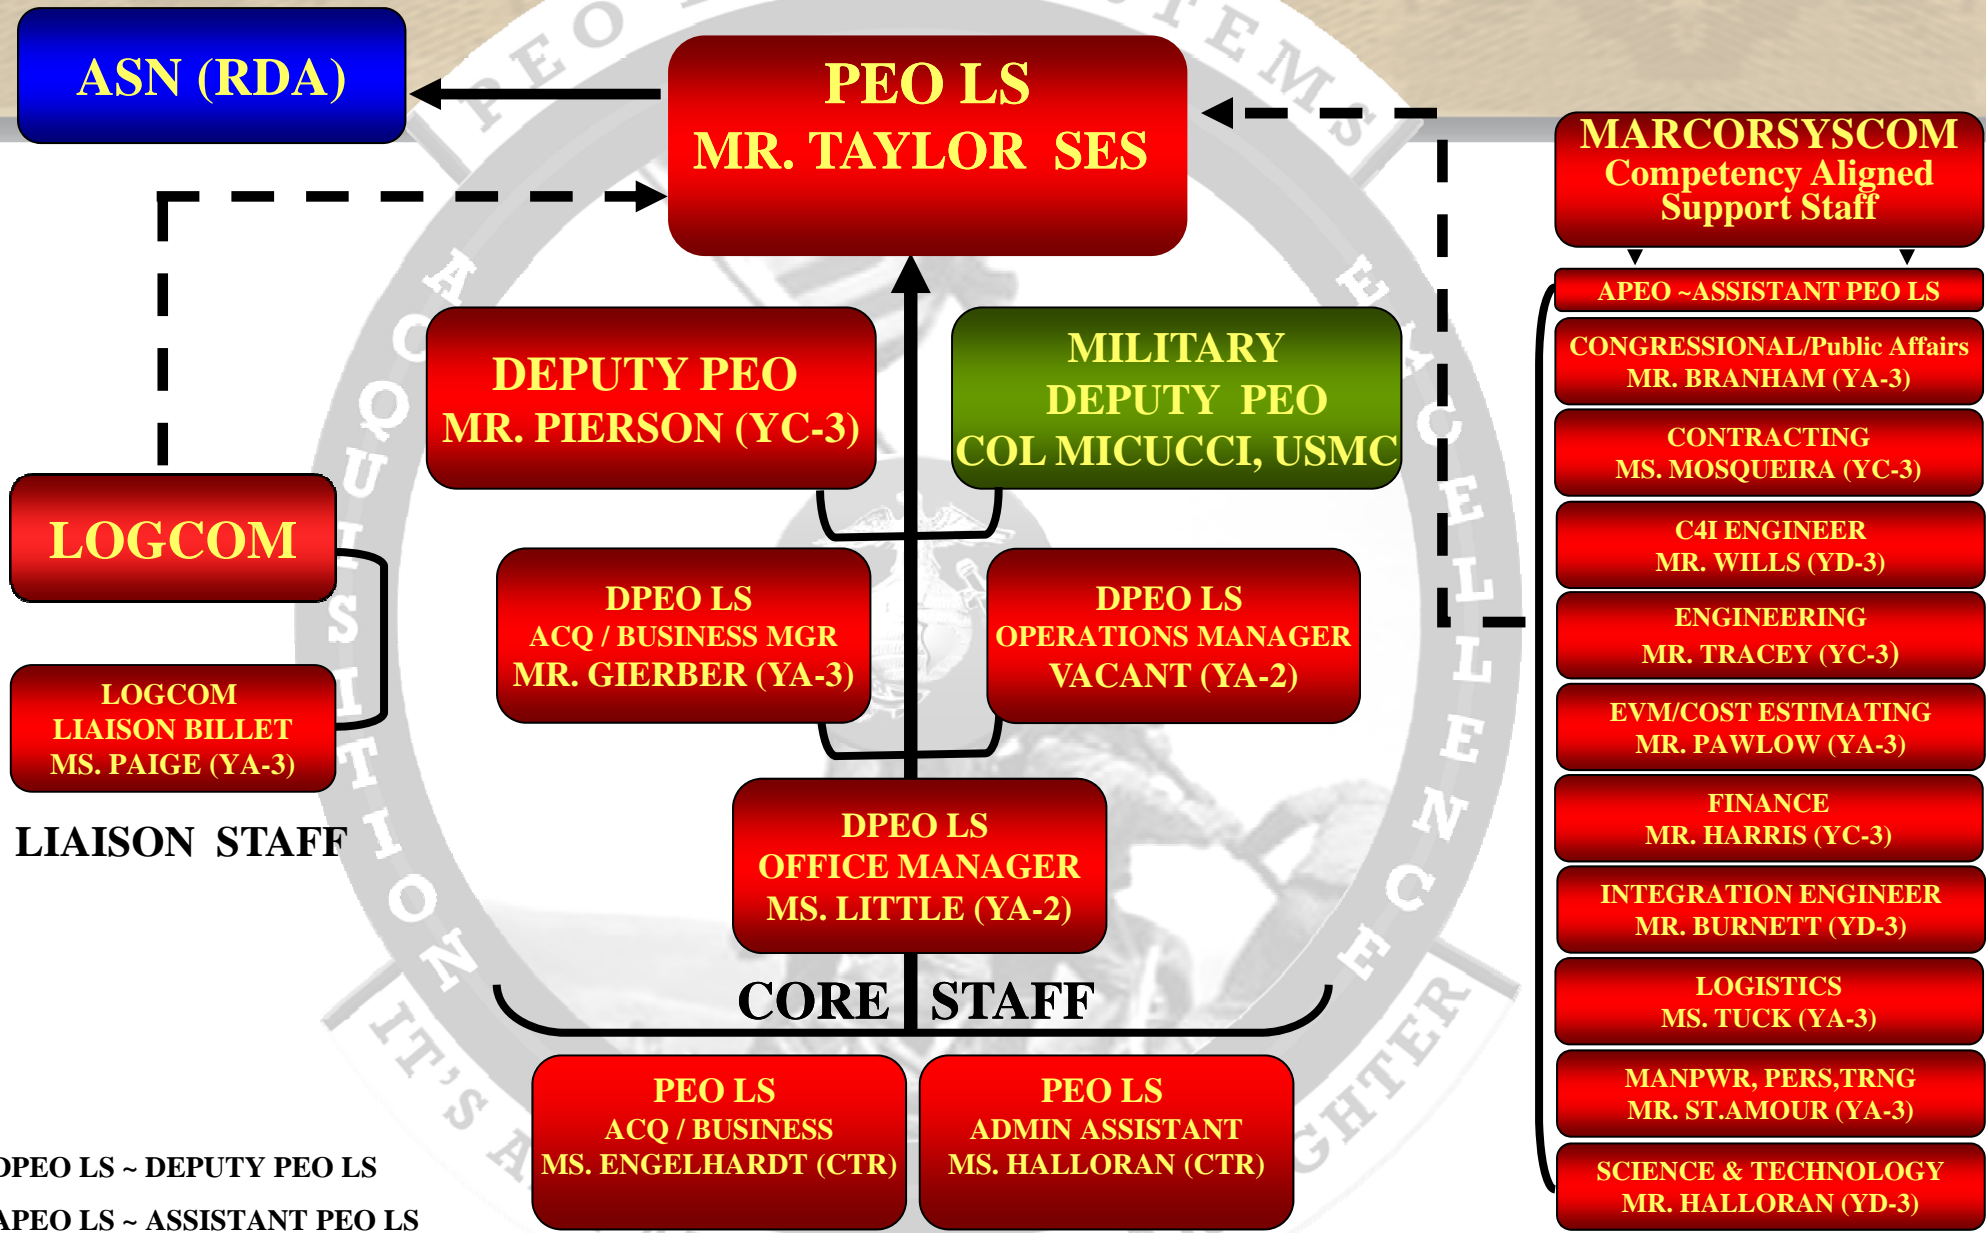 ASN (RDA)
PEO LS
MR. TAYLOR SES
MARCORSYSCOM
Competency Aligned
Support Staff
APEO ~ASSISTANT PEO LS
DEPUTY PEO
MR. PIERSON (YC-3)
MILITARY
DEPUTY PEO
COL MICUCCI, USMC
CONGRESSIONAL/Public Affairs
MR. BRANHAM (YA-3)
CONTRACTING
MS. MOSQUEIRA (YC-3)
C4I ENGINEER
MR. WILLS (YD-3)
ENGINEERING
MR. TRACEY (YC-3)
EVM/COST ESTIMATING
MR. PAWLOW (YA-3)
FINANCE
MR. HARRIS (YC-3)
INTEGRATION ENGINEER
MR. BURNETT (YD-3)
LOGISTICS
MS. TUCK (YA-3)
MANPWR, PERS,TRNG
MR. ST.AMOUR (YA-3)
SCIENCE & TECHNOLOGY
MR. HALLORAN (YD-3)
LOGCOM
LOGCOM
LIAISON BILLET
MS. PAIGE (YA-3)
LIAISON STAFF
DPEO LS
ACQ / BUSINESS MGR
MR. GIERBER (YA-3)
DPEO LS
OPERATIONS MANAGER
VACANT (YA-2)
DPEO LS
OFFICE MANAGER
MS. LITTLE (YA-2)
CORE STAFF
PEO LS
ACQ / BUSINESS
MS. ENGELHARDT (CTR)
PEO LS
ADMIN ASSISTANT
MS. HALLORAN (CTR)
DPEO LS ~ DEPUTY PEO LS
APEO LS ~ ASSISTANT PEO LS
PEO
ACQUISITION EXCELLENCE
IT'S A